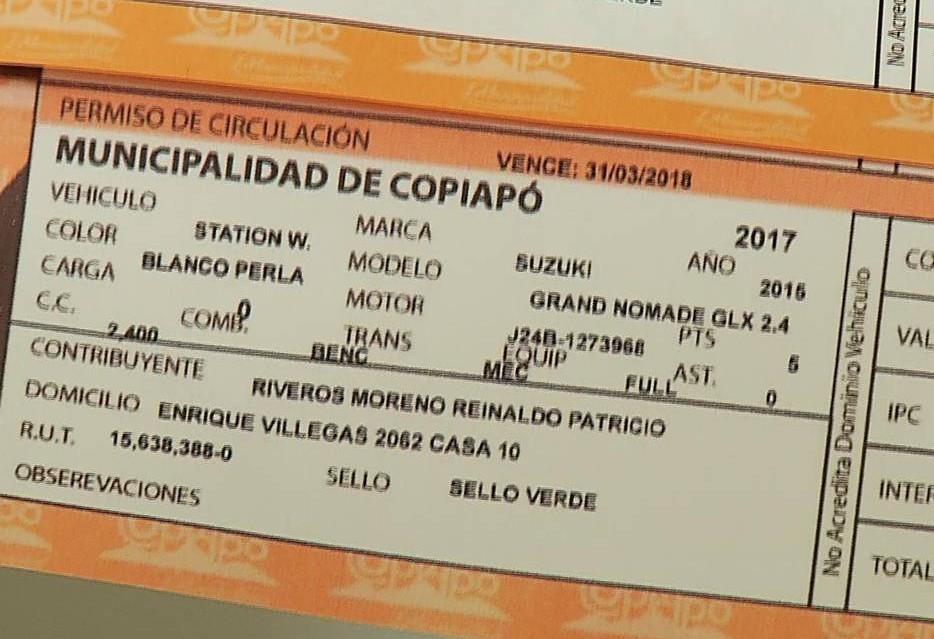 No Acred
PERMISO DE CIRCULACIÓN VENCE: 31/03/2018
MUNICIPALIDAD DE COPIAPÓ 2017
VEHICULO STATION W. MARCA SUZUKI AÑO 2015
COLOR BLANCO PERLA MODELO GRAND NOMADE GLX 2.4
CARGA 0 MOTOR J24B-1273968 PTS 5
C.C. 2,400 COMB. BENC TRANS MEC EQUIP FULL AST. 0
CONTRIBUYENTE RIVEROS MORENO REINALDO PATRICIO
DOMICILIO ENRIQUE VILLEGAS 2062 CASA 10
R.U.T. 15,638,388-0 SELLO SELLO VERDE
OBSEREVACIONES
No Acredita Dominio Vehiculo
CO
VAL
IPC
INTER
TOTAL
Copiapo